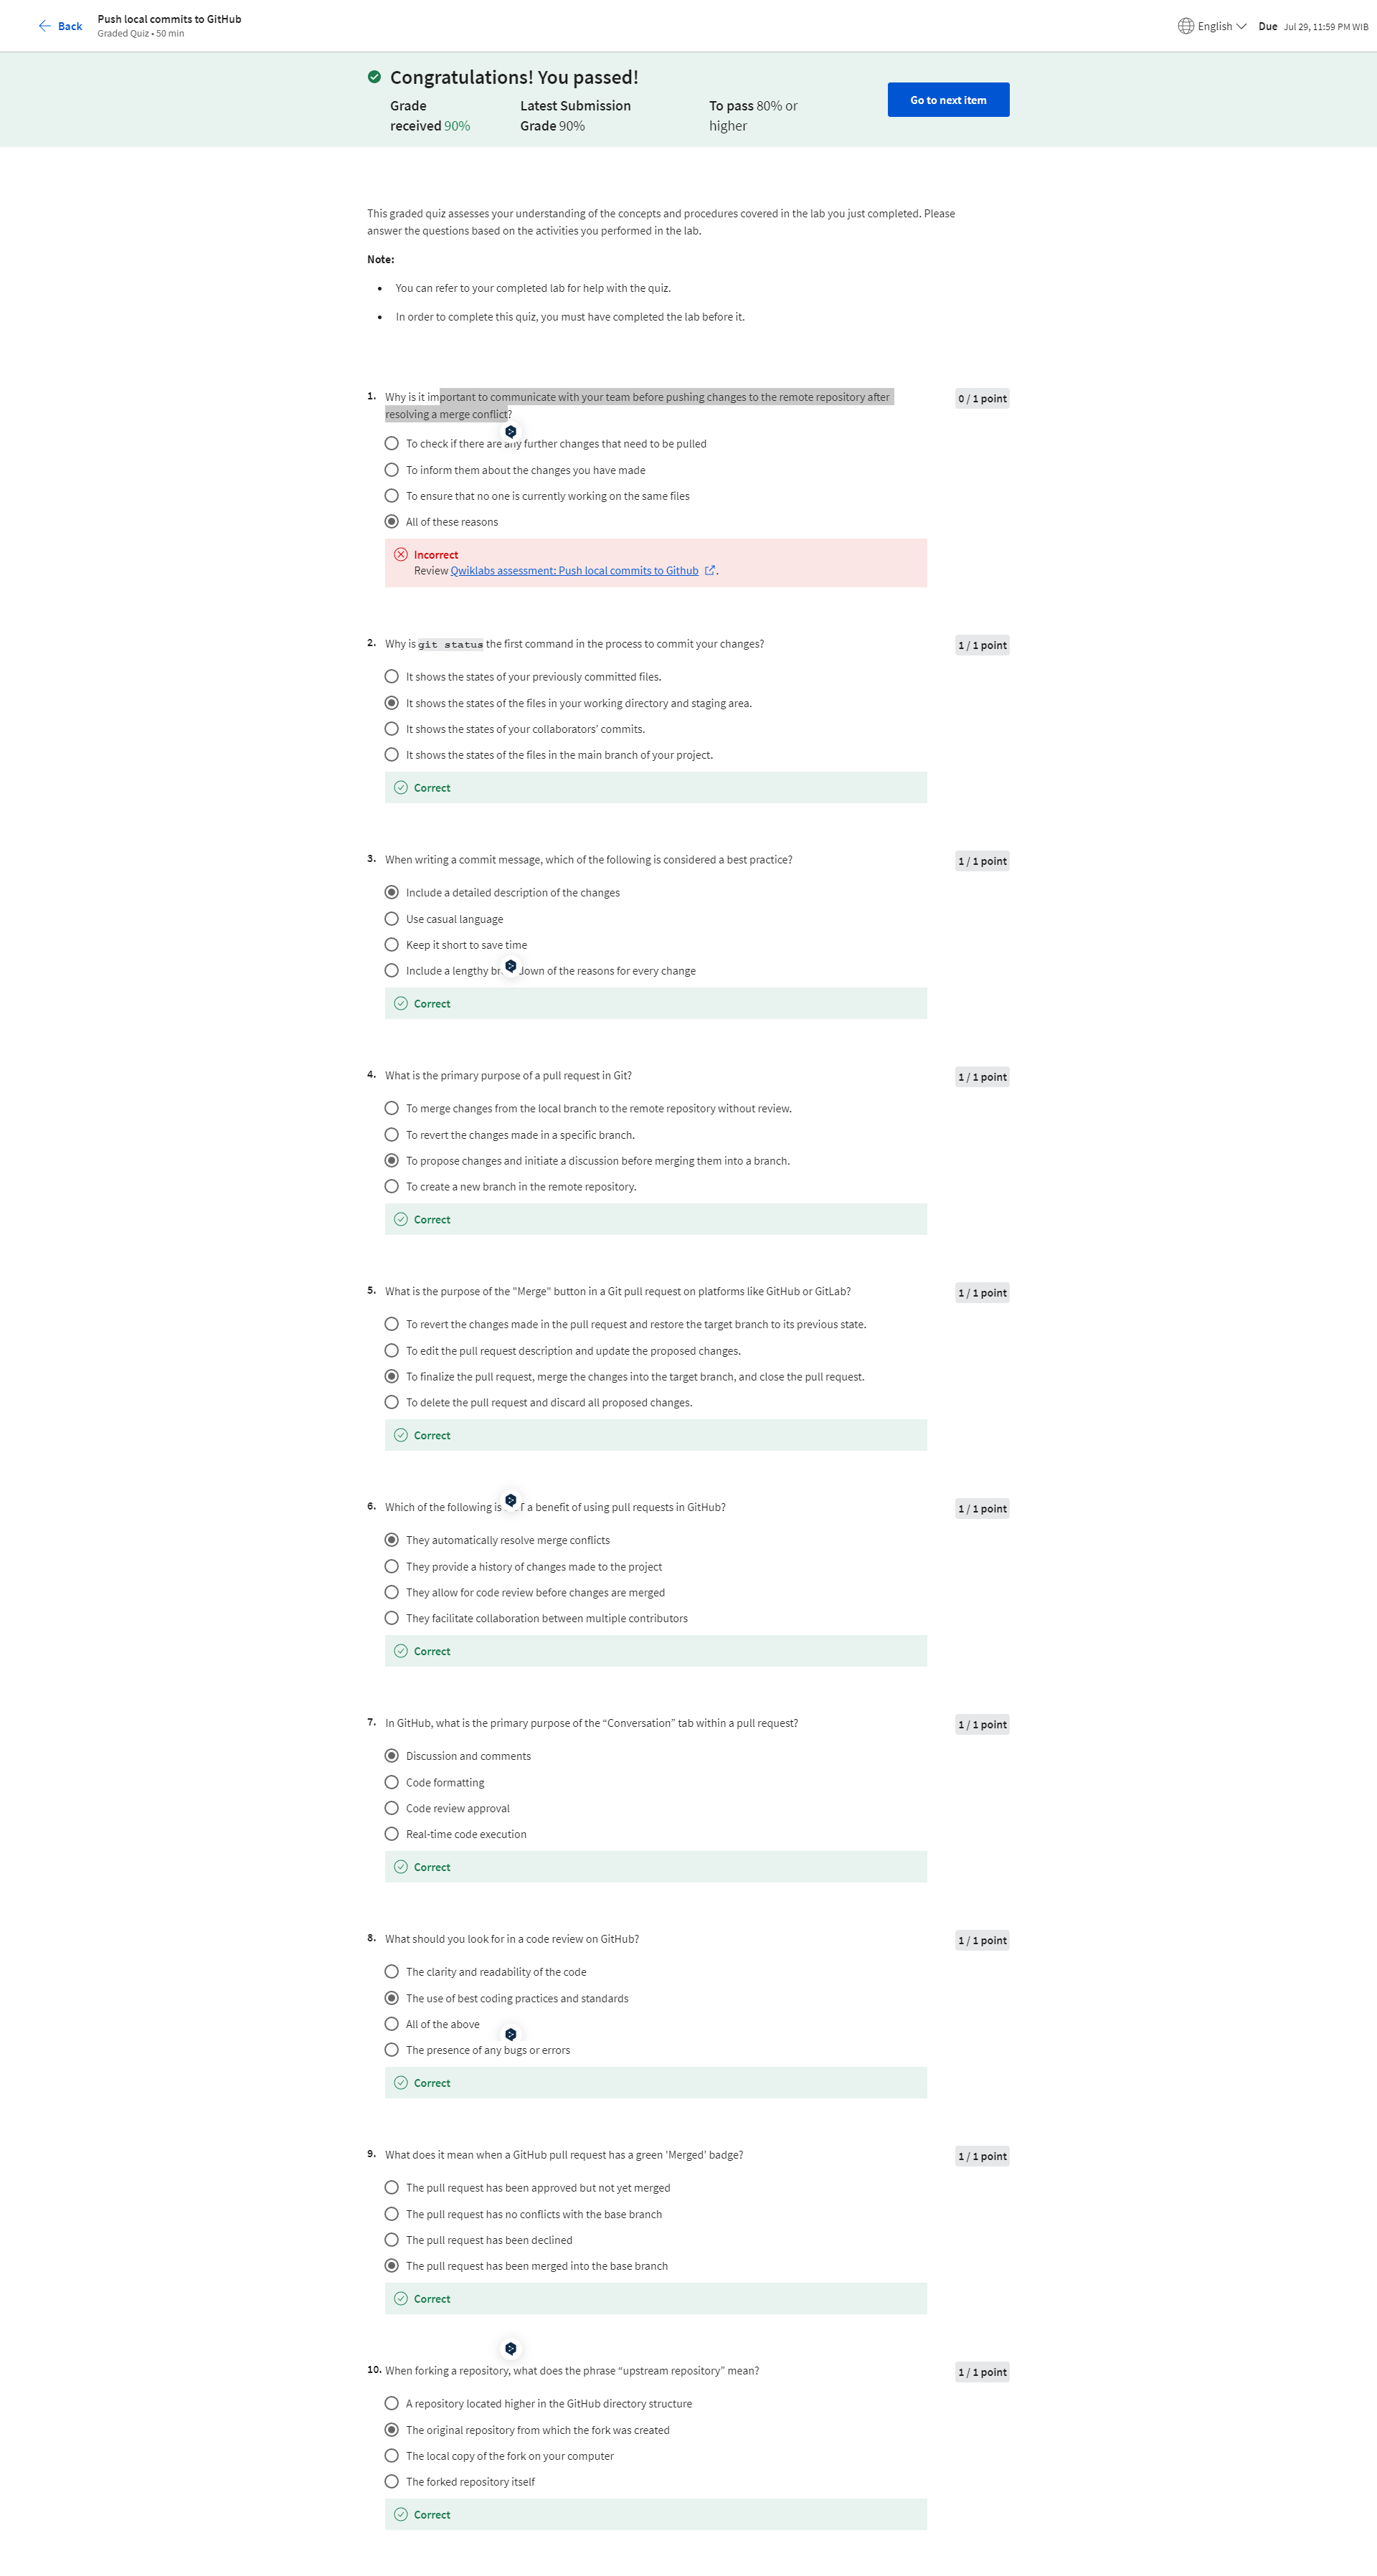 Back
Push local commits to GitHub
Graded Quiz • 50 min
English
Due Jul 29, 11:59 PM WIB
Congratulations! You passed!
Grade
received 90%
Latest Submission
Grade 90%
To pass 80% or
higher
Go to next item
This graded quiz assesses your understanding of the concepts and procedures covered in the lab you just completed. Please
answer the questions based on the activities you performed in the lab.
Note:
• You can refer to your completed lab for help with the quiz.
• In order to complete this quiz, you must have completed the lab before it.
1. Why is it important to communicate with your team before pushing changes to the remote repository after
resolving a merge conflict?
0 / 1 point
To check if there are any further changes that need to be pulled
To inform them about the changes you have made
To ensure that no one is currently working on the same files
All of these reasons
Incorrect
Review Qwiklabs assessment: Push local commits to Github.
2. Why is git status the first command in the process to commit your changes?
1 / 1 point
It shows the states of your previously committed files.
It shows the states of the files in your working directory and staging area.
It shows the states of your collaborators’ commits.
It shows the states of the files in the main branch of your project.
Correct
3. When writing a commit message, which of the following is considered a best practice?
1 / 1 point
Include a detailed description of the changes
Use casual language
Keep it short to save time
Include a lengthy of the reasons for every change
Correct
4. What is the primary purpose of a pull request in Git?
1 / 1 point
To merge changes from the local branch to the remote repository without review.
To revert the changes made in a specific branch.
To propose changes and initiate a discussion before merging them into a branch.
To create a new branch in the remote repository.
Correct
5. What is the purpose of the "Merge" button in a Git pull request on platforms like GitHub or GitLab?
1 / 1 point
To revert the changes made in the pull request and restore the target branch to its previous state.
To edit the pull request description and update the proposed changes.
To finalize the pull request, merge the changes into the target branch, and close the pull request.
To delete the pull request and discard all proposed changes.
Correct
6. Which of the following is a benefit of using pull requests in GitHub?
1 / 1 point
They automatically resolve merge conflicts
They provide a history of changes made to the project
They allow for code review before changes are merged
They facilitate collaboration between multiple contributors
Correct
7. In GitHub, what is the primary purpose of the “Conversation” tab within a pull request?
1 / 1 point
Discussion and comments
Code formatting
Code review approval
Real-time code execution
Correct
8. What should you look for in a code review on GitHub?
1 / 1 point
The clarity and readability of the code
The use of best coding practices and standards
All of the above
The presence of any bugs or errors
Correct
9. What does it mean when a GitHub pull request has a green 'Merged' badge?
1 / 1 point
The pull request has been approved but not yet merged
The pull request has no conflicts with the base branch
The pull request has been declined
The pull request has been merged into the base branch
Correct
10. When forking a repository, what does the phrase “upstream repository” mean?
1 / 1 point
A repository located higher in the GitHub directory structure
The original repository from which the fork was created
The local copy of the fork on your computer
The forked repository itself
Correct